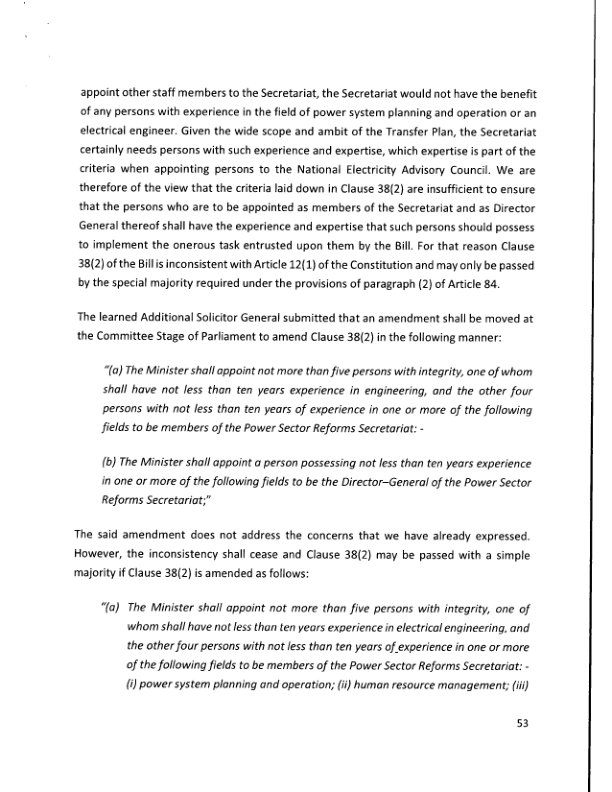 appoint other staff members to the Secretariat, the Secretariat would not have the benefit
of any persons with experience in the field of power system planning and operation or an
electrical engineer. Given the wide scope and ambit of the Transfer Plan, the Secretariat
certainly needs persons with such experience and expertise, which expertise is part of the
criteria when appointing persons to the National Electricity Advisory Council. We are
therefore of the view that the criteria laid down in Clause 38(2) are insufficient to ensure
that the persons who are to be appointed as members of the Secretariat and as Director
General thereof shall have the experience and expertise that such persons should possess
to implement the onerous task entrusted upon them by the Bill. For that reason Clause
38(2) of the Bill is inconsistent with Article 12(1) of the Constitution and may only be passed
by the special majority required under the provisions of paragraph (2) of Article 84.
The learned Additional Solicitor General submitted that an amendment shall be moved at
the Committee Stage of Parliament to amend Clause 38(2) in the following manner:
"(a) The Minister shall appoint not more than five persons with integrity, one of whom
shall have not less than ten years experience in engineering, and the other four
persons with not less than ten years of experience in one or more of the following
fields to be members of the Power Sector Reforms Secretariat: -
(b) The Minister shall appoint a person possessing not less than ten years experience
in one or more of the following fields to be the Director–General of the Power Sector
Reforms Secretariat;"
The said amendment does not address the concerns that we have already expressed.
However, the inconsistency shall cease and Clause 38(2) may be passed with a simple
majority if Clause 38(2) is amended as follows:
"(a) The Minister shall appoint not more than five persons with integrity, one of
whom shall have not less than ten years experience in electrical engineering, and
the other four persons with not less than ten years of experience in one or more
of the following fields to be members of the Power Sector Reforms Secretariat: -
(i) power system planning and operation; (ii) human resource management; (iii)
53